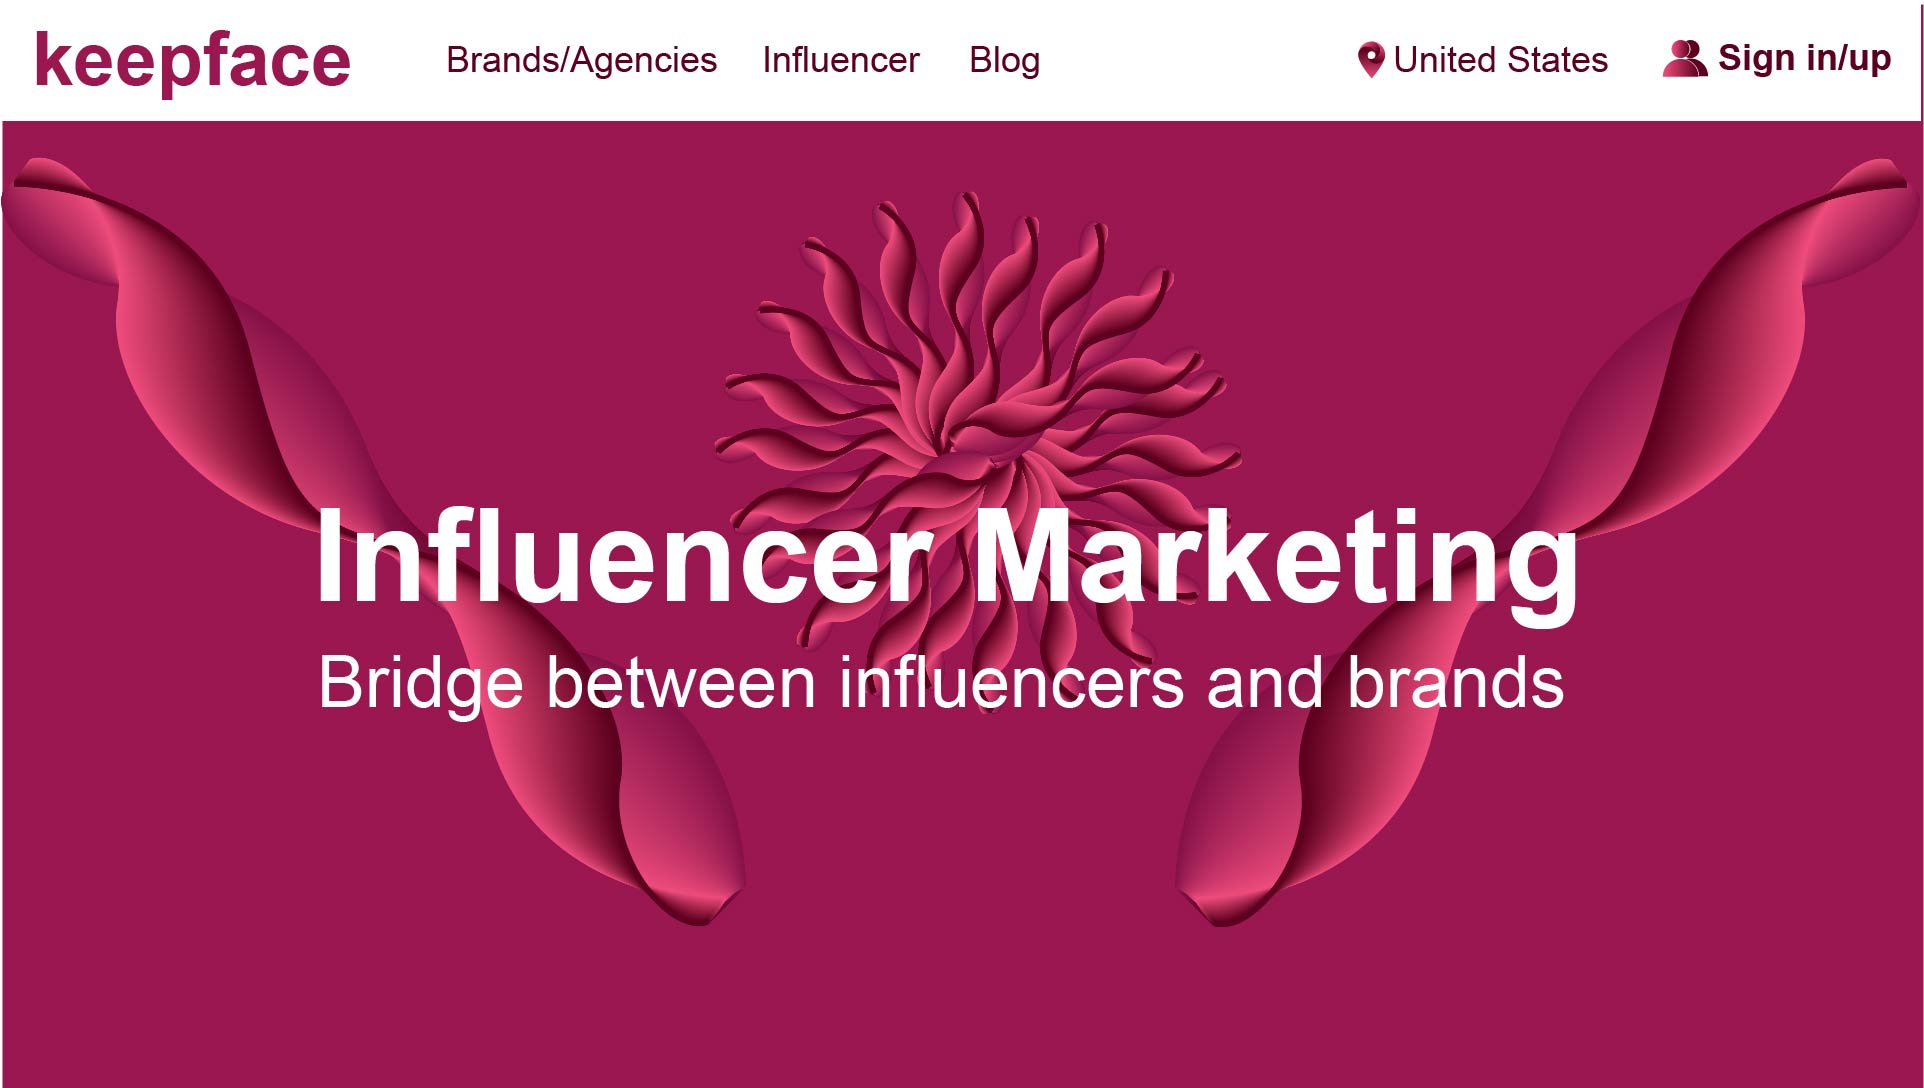 keepface
Brands/Agencies Influencer Blog United States Sign in/up
Influencer Marketing
Bridge between influencers and brands